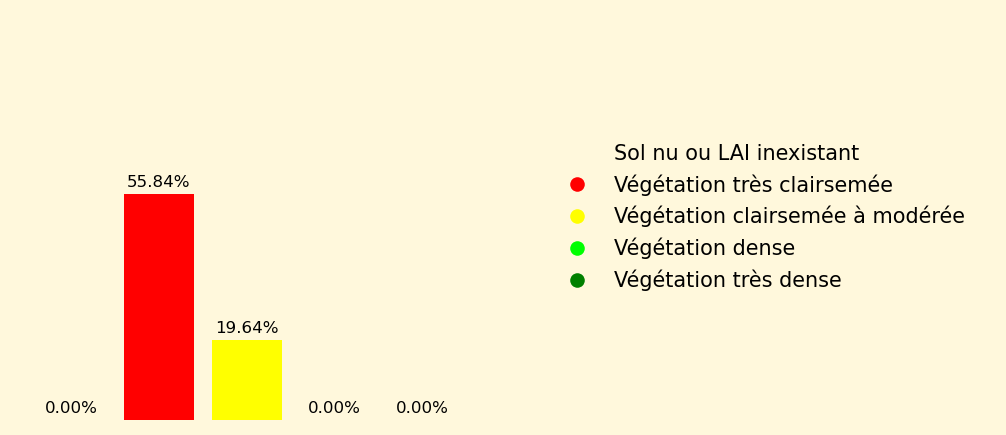 55.84%
19.64%
0.00%
0.00%
0.00%
Sol nu ou LAI inexistant
Végétation très clairsemée
Végétation clairsemée à modérée
Végétation dense
Végétation très dense